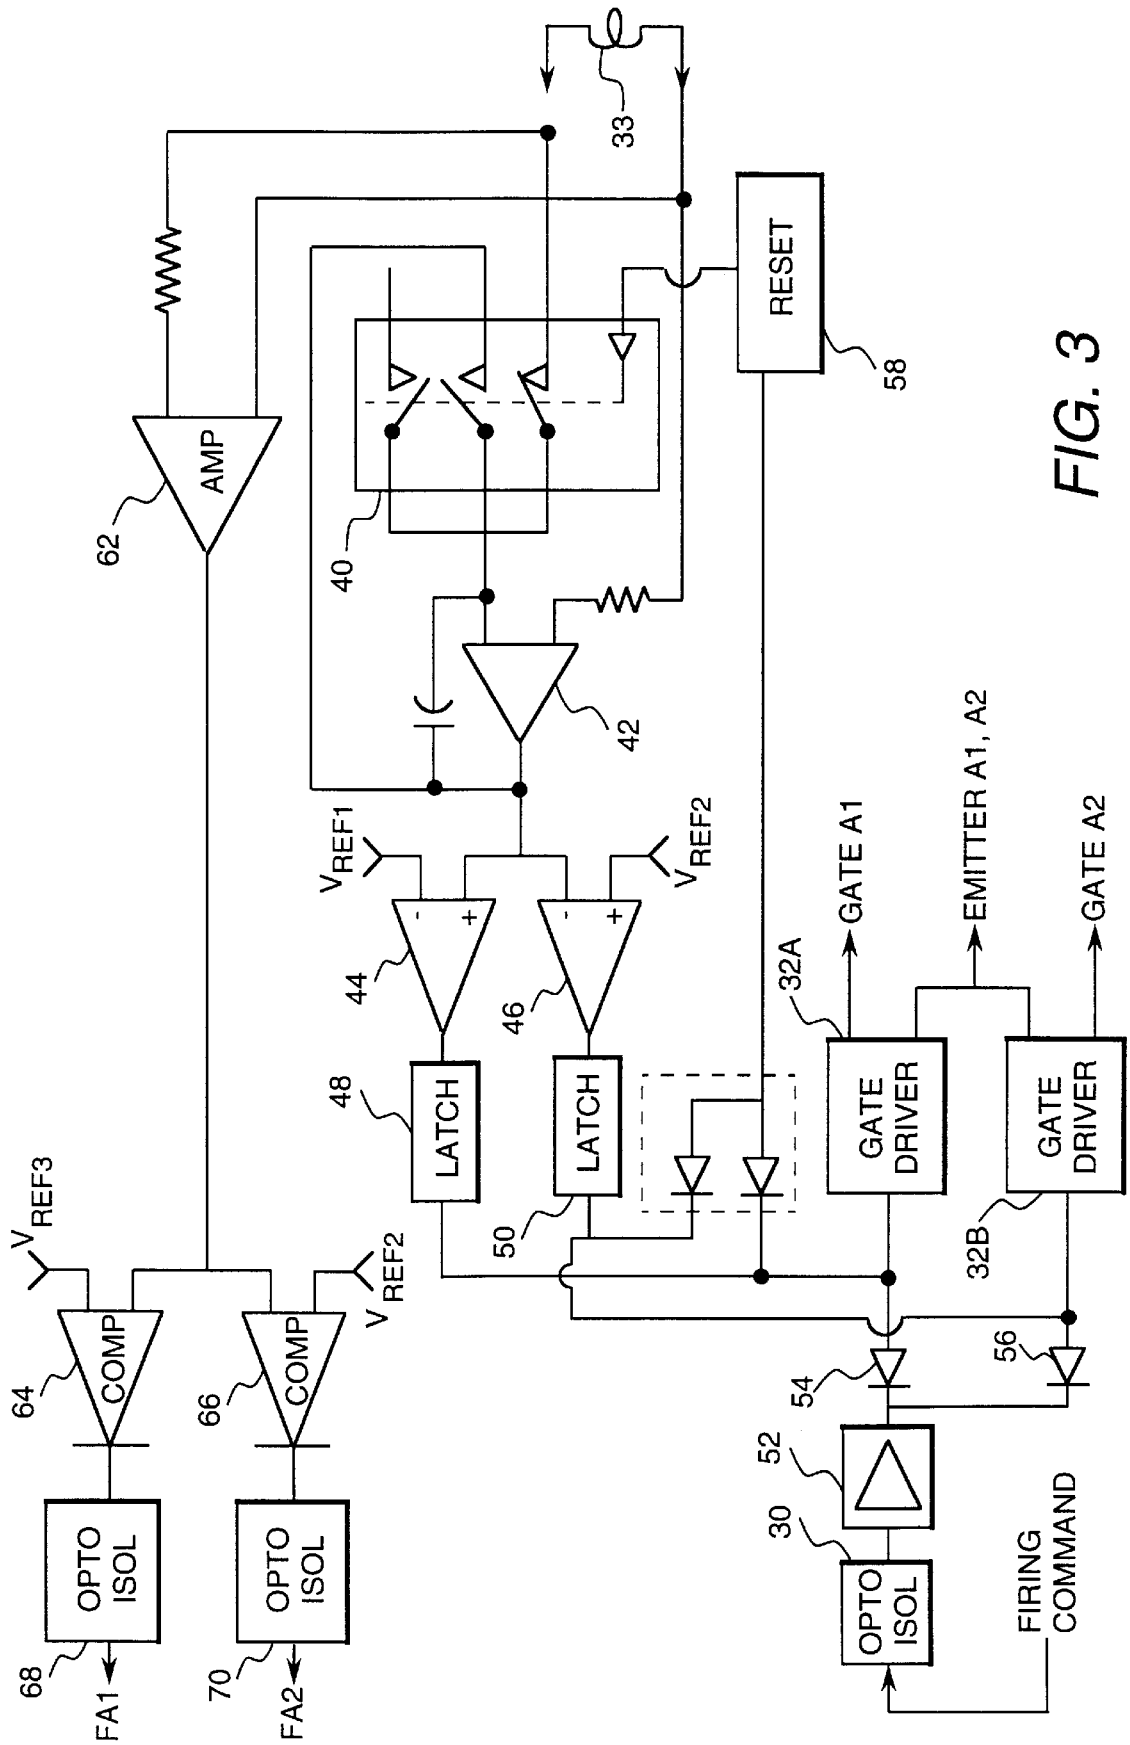 FIG. 3
33
62
AMP
40
RESET
58
42
VREF1
VREF2
44
-
+
46
-
+
48
LATCH
50
LATCH
VREF3
VREF2
64
COMP
66
COMP
68
OPTO
ISOL
FA1
70
OPTO
ISOL
FA2
32A
GATE
DRIVER
GATE A1
EMITTER A1, A2
GATE A2
32B
GATE
DRIVER
54
56
52
30
OPTO
ISOL
FIRING
COMMAND